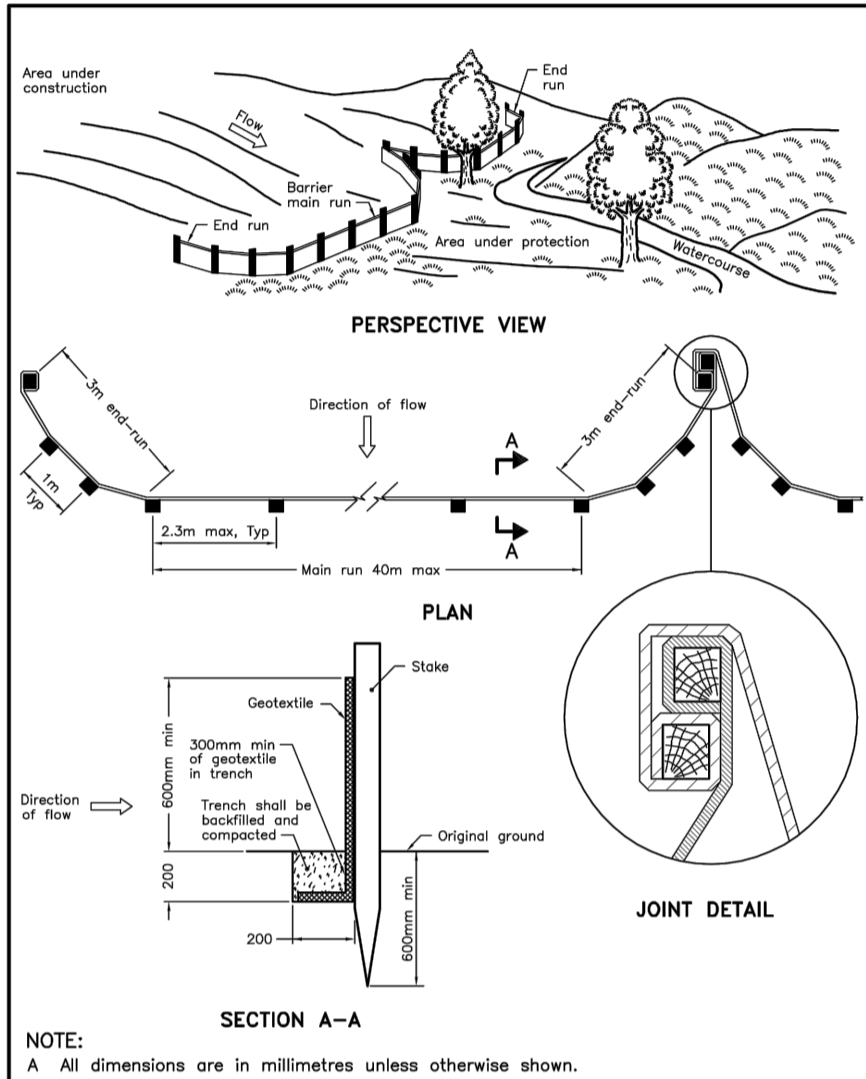 Area under
construction
Flow
End
run
Barrier
main run
End run
Area under protection
Watercourse
PERSPECTIVE VIEW
3m end-run
Direction of flow
3m end-run
A
1m
Typ
2.3m max, Typ
A
Main run 40m max
PLAN
Stake
Geotextile
600mm min
300mm min
of geotextile
in trench
Direction
of flow
Trench shall be
backfilled and
compacted
Original ground
200
600mm min
200
JOINT DETAIL
SECTION A-A
NOTE:
A All dimensions are in millimetres unless otherwise shown.